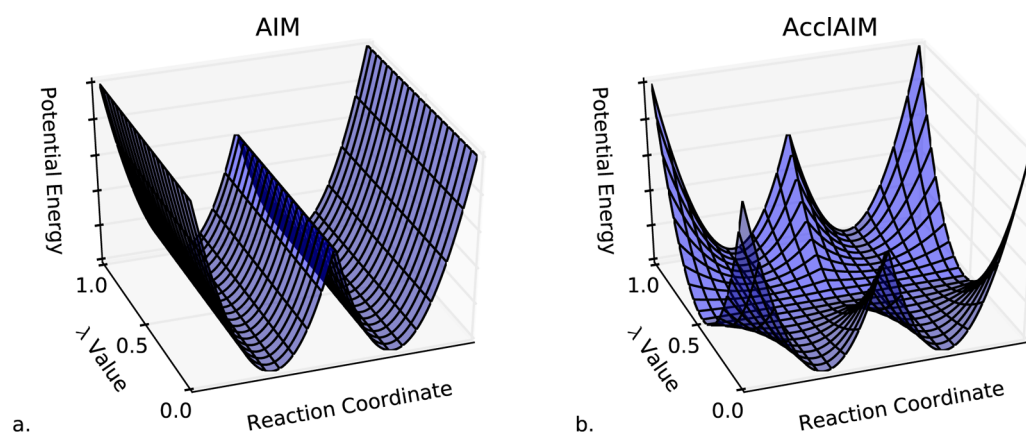 AIM
Potential Energy
1.0
0.5
0.0
λ Value
Reaction Coordinate
a.
AcclAIM
Potential Energy
1.0
0.5
0.0
λ Value
Reaction Coordinate
b.